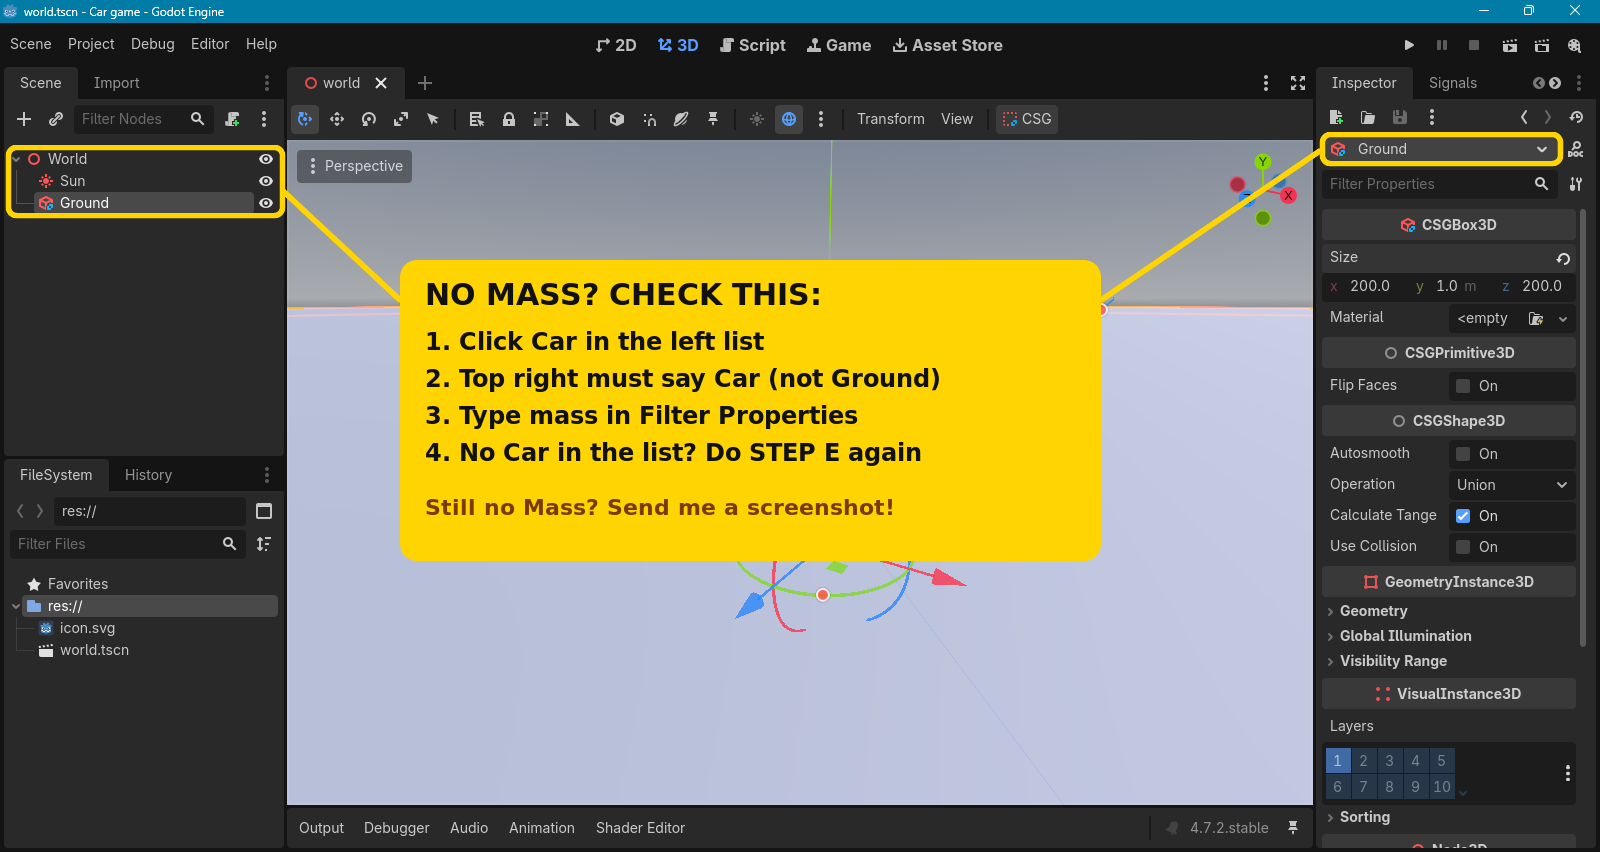 world.tscn - Car game - Godot Engine
Scene Project Debug Editor Help
2D 3D Script Game Asset Store
Scene Import
world
Inspector Signals
Filter Nodes
Transform View CSG
World
Sun
Ground
Perspective
Y
X
Z
Ground
Filter Properties
CSGBox3D
Size
x 200.0 y 1.0 m z 200.0
Material <empty
CSGPrimitive3D
Flip Faces On
CSGShape3D
Autosmooth On
Operation Union
Calculate Tange On
Use Collision On
GeometryInstance3D
Geometry
Global Illumination
Visibility Range
VisualInstance3D
Layers
1 2 3 4 5
6 7 8 9 10
Sorting
Node3D
NO MASS? CHECK THIS:
1. Click Car in the left list
2. Top right must say Car (not Ground)
3. Type mass in Filter Properties
4. No Car in the list? Do STEP E again
Still no Mass? Send me a screenshot!
FileSystem History
res://
Filter Files
Favorites
res://
icon.svg
world.tscn
Output Debugger Audio Animation Shader Editor
4.7.2.stable